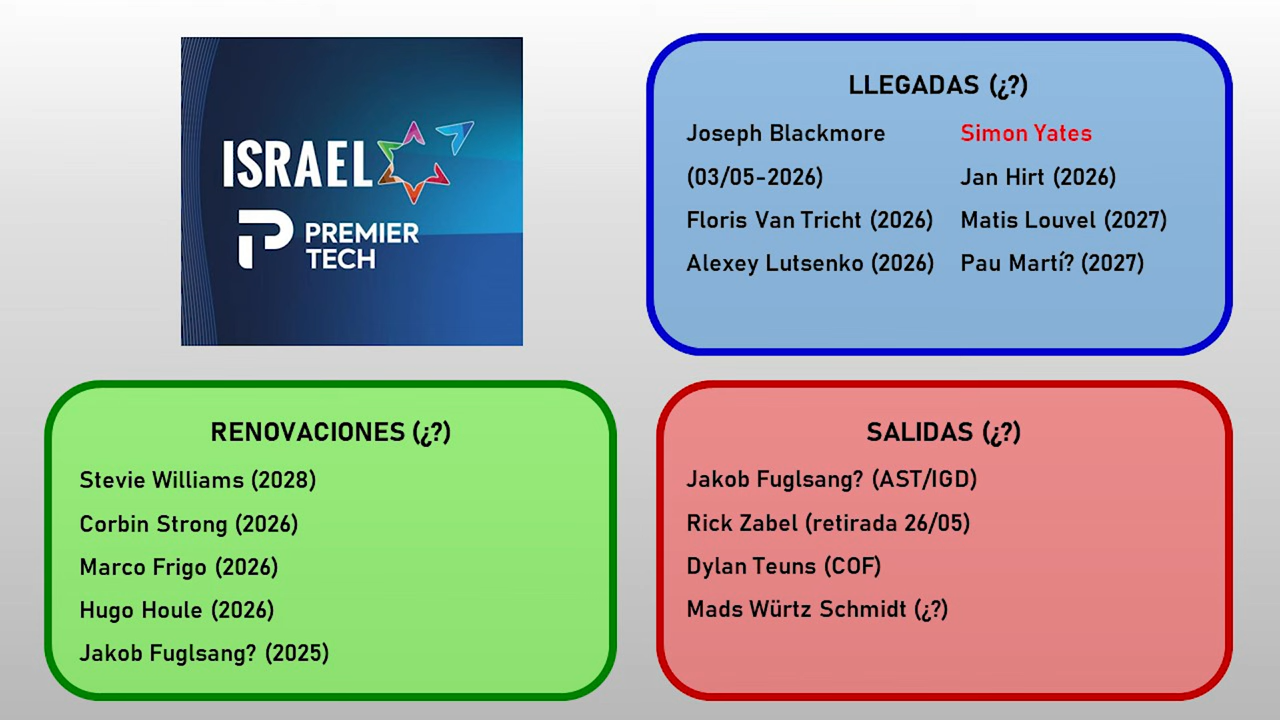 ISRAEL
PREMIER
TECH
LLEGADAS (¿?)
Joseph Blackmore
(03/05-2026)
Floris Van Tricht (2026)
Alexey Lutsenko (2026)
Simon Yates
Jan Hirt (2026)
Matis Louvel (2027)
Pau Martí? (2027)
RENOVACIONES (¿?)
Stevie Williams (2028)
Corbin Strong (2026)
Marco Frigo (2026)
Hugo Houle (2026)
Jakob Fuglsang? (2025)
SALIDAS (¿?)
Jakob Fuglsang? (AST/IGD)
Rick Zabel (retirada 26/05)
Dylan Teuns (COF)
Mads Würtz Schmidt (¿?)